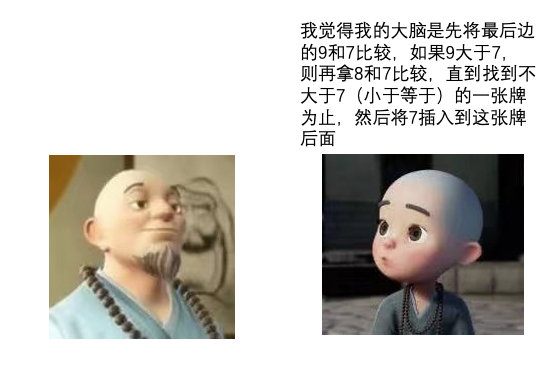 我觉得我的大脑是先将最后边
的9和7比较，如果9大于7，
则再拿8和7比较，直到找到不
大于7（小于等于）的一张牌
为止，然后将7插入到这张牌
后面